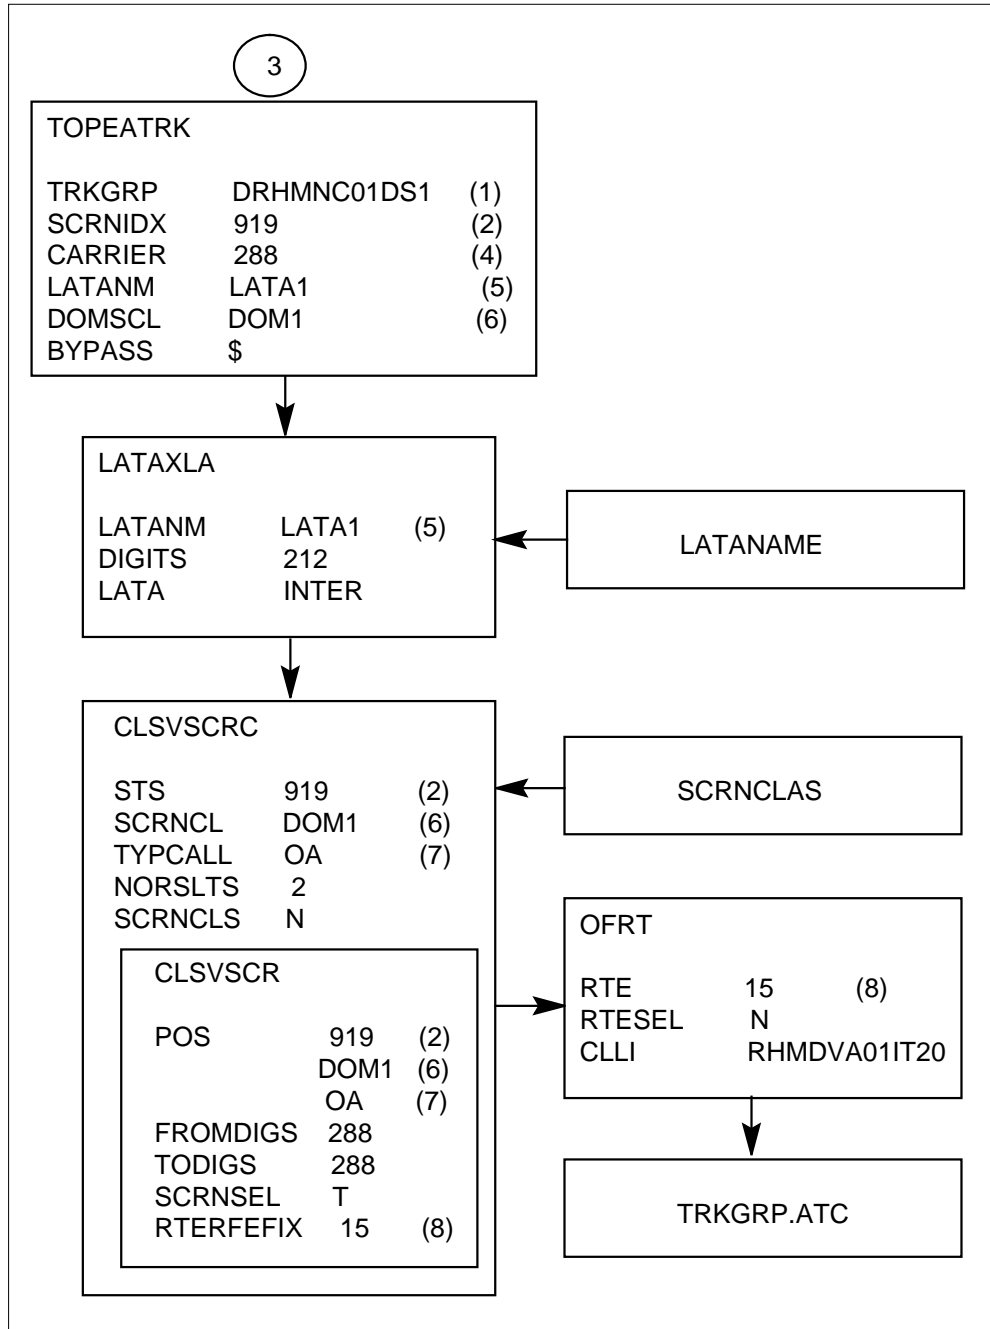 3
TOPEATRK
TRKGRP DRHMNC01DS1 (1)
SCRNIDX 919 (2)
CARRIER 288 (4)
LATANM LATA1 (5)
DOMSCL DOM1 (6)
BYPASS $
LATAXLA
LATANM LATA1 (5)
DIGITS 212
LATA INTER
LATANAME
CLSVSCRC
STS 919 (2)
SCRNCL DOM1 (6)
TYPCALL OA (7)
NORSLTS 2
SCRNCLS N
SCRNCLAS
CLSVSCR
POS 919 (2)
DOM1 (6)
OA (7)
FROMDIGS 288
TODIGS 288
SCRNSEL T
RTERFEFIX 15 (8)
OFRT
RTE 15 (8)
RTESEL N
CLLI RHMDVA01IT20
TRKGRP.ATC